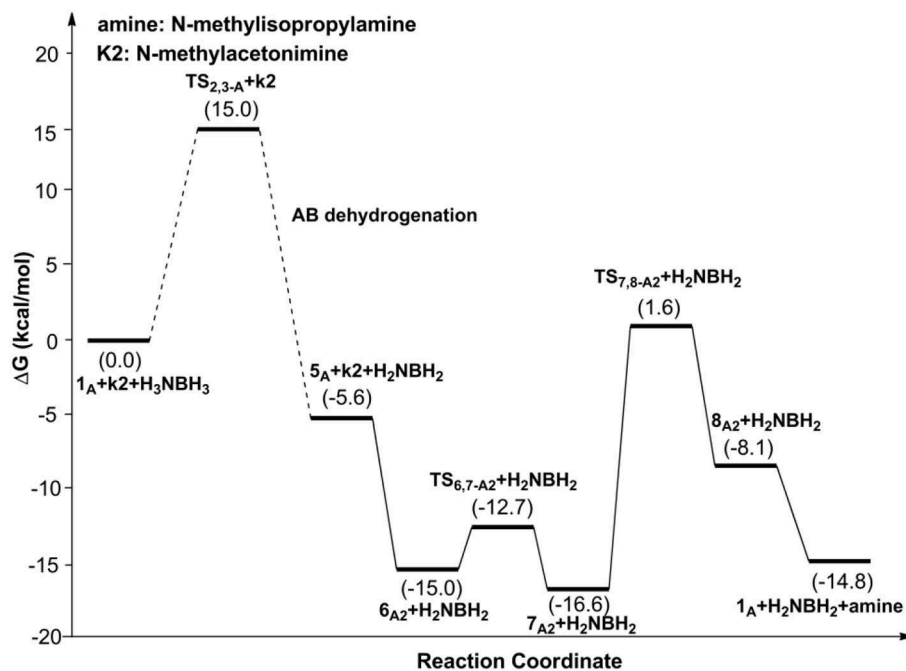 amine: N-methylisopropylamine
K2: N-methylacetonimine
TS2,3-A+k2
(15.0)
AB dehydrogenation
TS7,8-A2+H2NBH2
(1.6)
(0.0)
1A+k2+H3NBH3
5A+k2+H2NBH2
(-5.6)
8A2+H2NBH2
(-8.1)
TS6,7-A2+H2NBH2
(-12.7)
(-15.0)
6A2+H2NBH2
(-16.6)
7A2+H2NBH2
(-14.8)
1A+H2NBH2+amine
ΔG (kcal/mol)
20
15
10
5
0
-5
-10
-15
-20
Reaction Coordinate